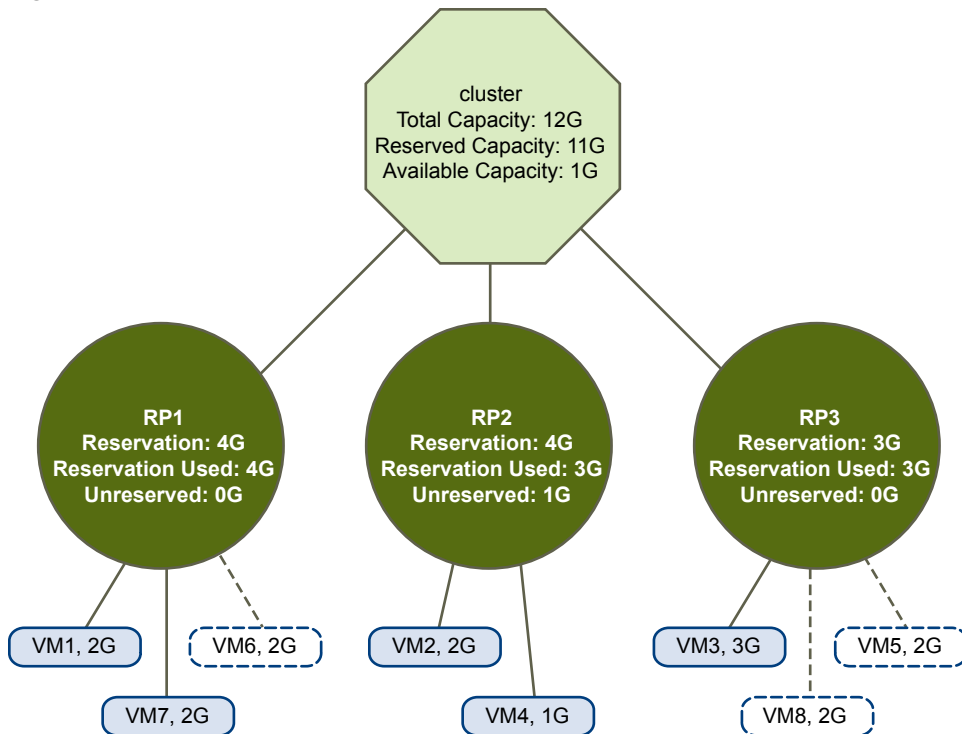 cluster
Total Capacity: 12G
Reserved Capacity: 11G
Available Capacity: 1G
RP1
Reservation: 4G
Reservation Used: 4G
Unreserved: 0G
RP2
Reservation: 4G
Reservation Used: 3G
Unreserved: 1G
RP3
Reservation: 3G
Reservation Used: 3G
Unreserved: 0G
VM1, 2G
VM6, 2G
VM2, 2G
VM3, 3G
VM5, 2G
VM7, 2G
VM4, 1G
VM8, 2G